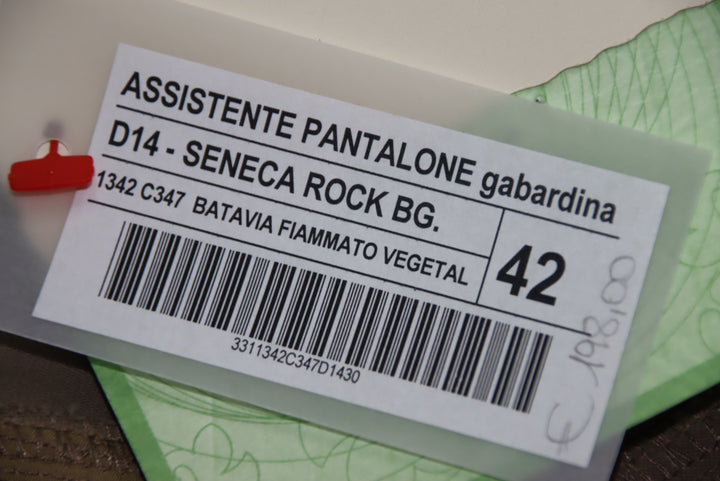 ASSISTENTE PANTALONE gabardina
D14 - SENECA ROCK BG.
1342 C347 BATAVIA FIAMMATO VEGETAL
42
3311342C347D1430
€ 198,00